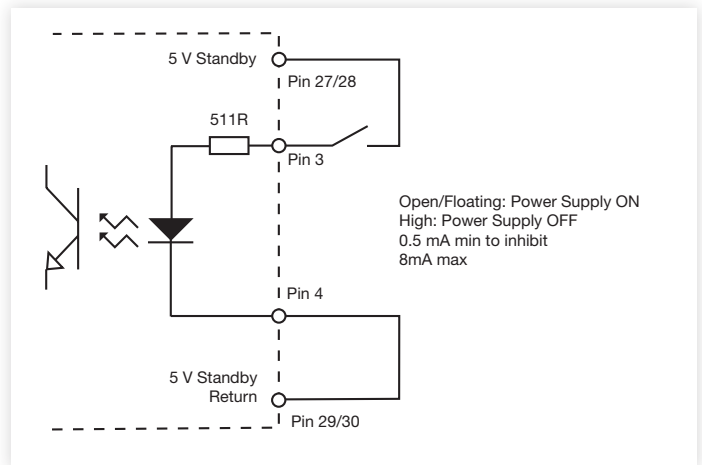 5 V Standby
Pin 27/28
511R
Pin 3
Open/Floating: Power Supply ON
High: Power Supply OFF
0.5 mA min to inhibit
8mA max
Pin 4
5 V Standby
Return
Pin 29/30